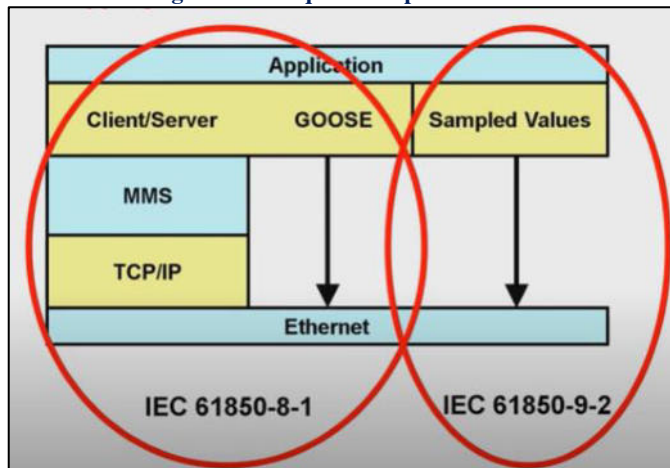 Application
Client/Server GOOSE Sampled Values
MMS
TCP/IP
Ethernet
IEC 61850-8-1 IEC 61850-9-2